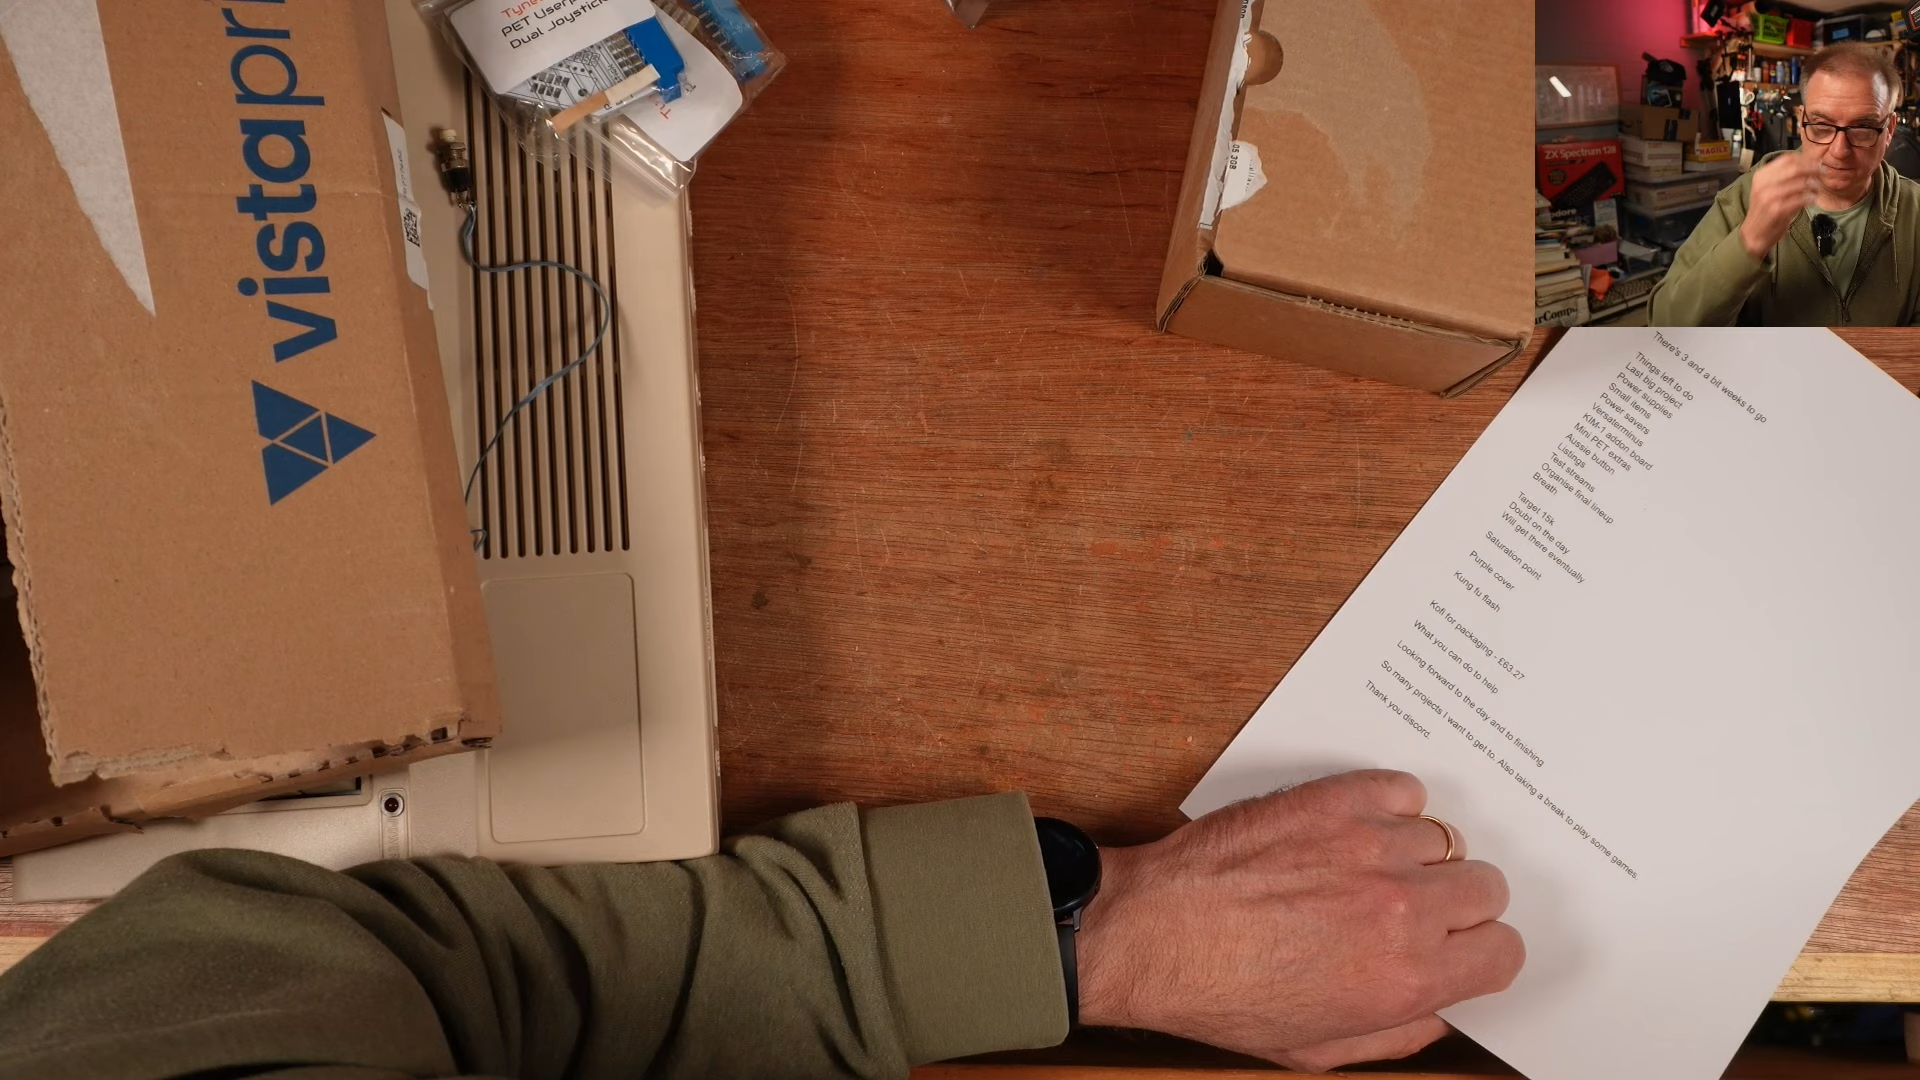 vistapri
Tynes
PET Userp
Dual Joystick
05 3GB
ZX Spectrum 128
FRAGILE
There's 3 and a bit weeks to go
Things left to do
Last big project
Power supplies
Small items
Power savers
Versaterminus
KIM-1 addon board
Mini PET extras
Aussie button
Listings
Test streams
Organise final lineup
Breath
Target 15k
Doubt on the day
Will get there eventually
Saturation point
Purple cover
Kung fu flash
Kofi for packaging - £63.27
What you can do to help
Looking forward to the day and to finishing
So many projects I want to get to. Also taking a break to play some games.
Thank you discord.